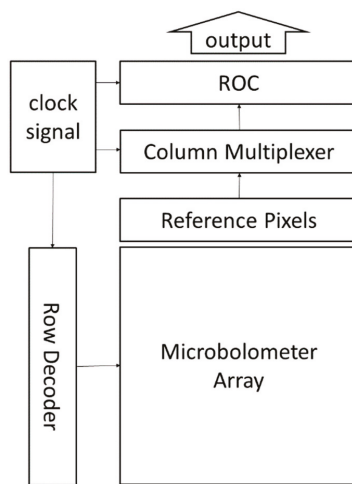 output
ROC
clock
signal
Column Multiplexer
Reference Pixels
Row Decoder
Microbolometer
Array